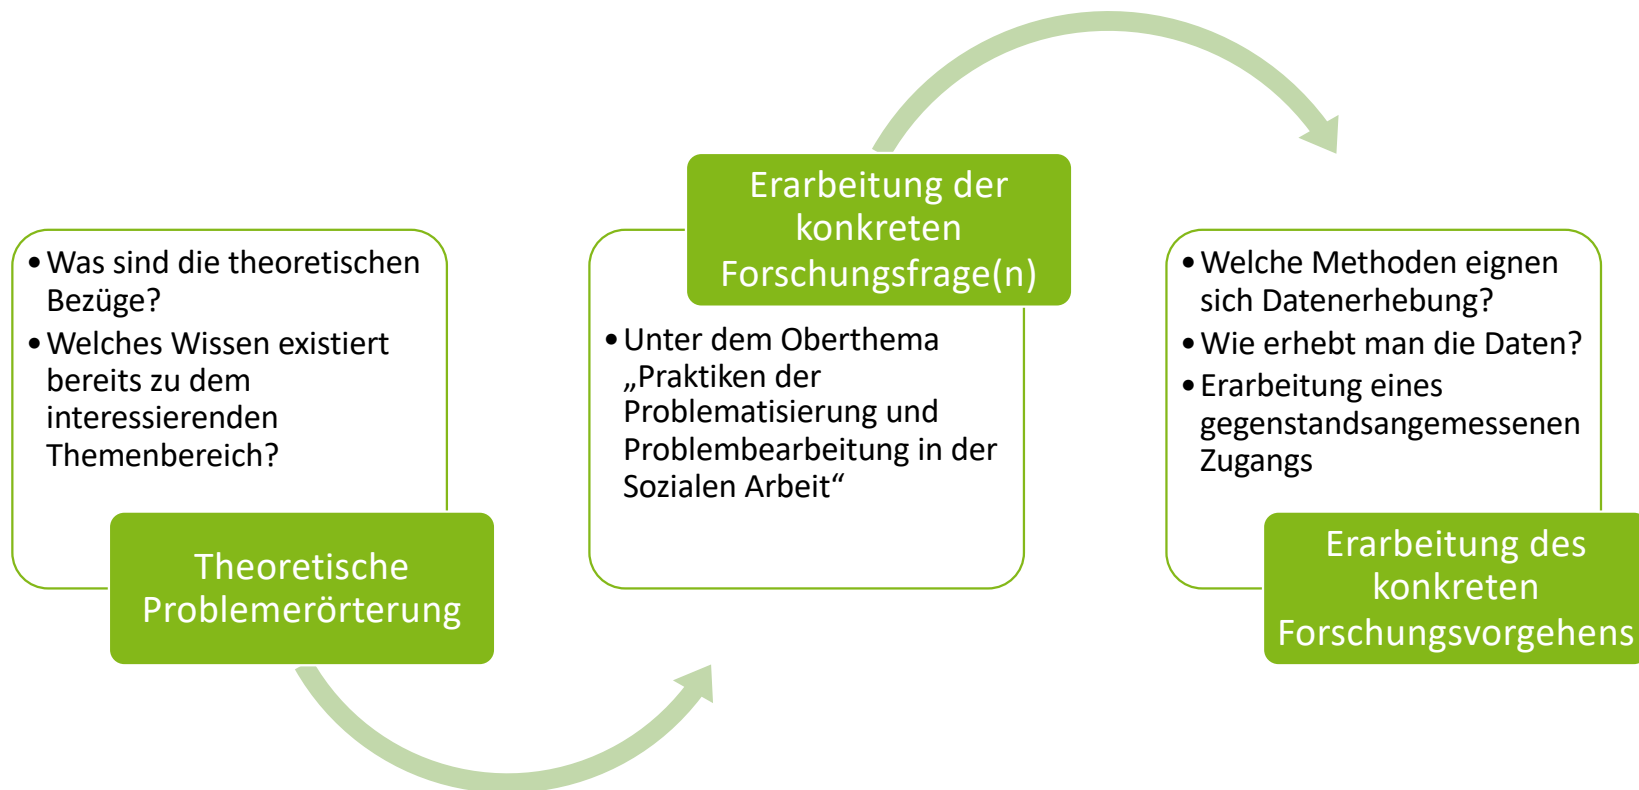 • Was sind die theoretischen
Bezüge?
• Welches Wissen existiert
bereits zu dem
interessierenden
Themenbereich?
Theoretische
Problemerörterung
Erarbeitung der
konkreten
Forschungsfrage(n)
• Unter dem Oberthema
„Praktiken der
Problematisierung und
Problembearbeitung in der
Sozialen Arbeit“
• Welche Methoden eignen
sich Datenerhebung?
• Wie erhebt man die Daten?
• Erarbeitung eines
gegenstandsangemessenen
Zugangs
Erarbeitung des
konkreten
Forschungsvorgehens